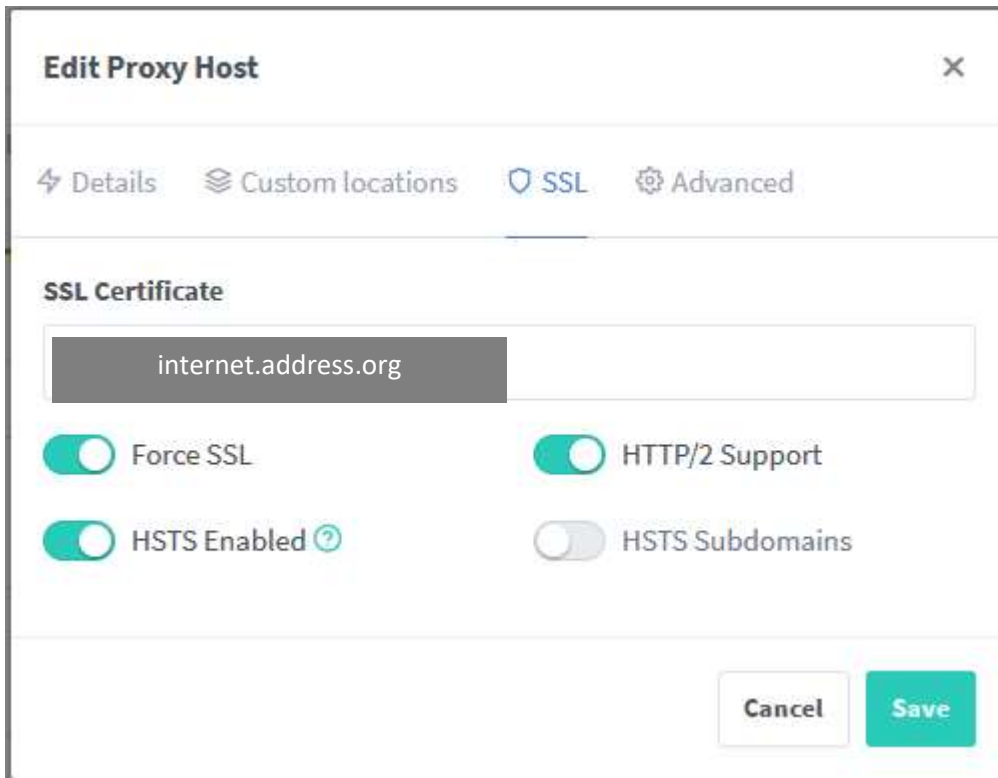 Edit Proxy Host
Details Custom locations SSL Advanced
SSL Certificate
internet.address.org
Force SSL HTTP/2 Support
HSTS Enabled HSTS Subdomains
Cancel Save